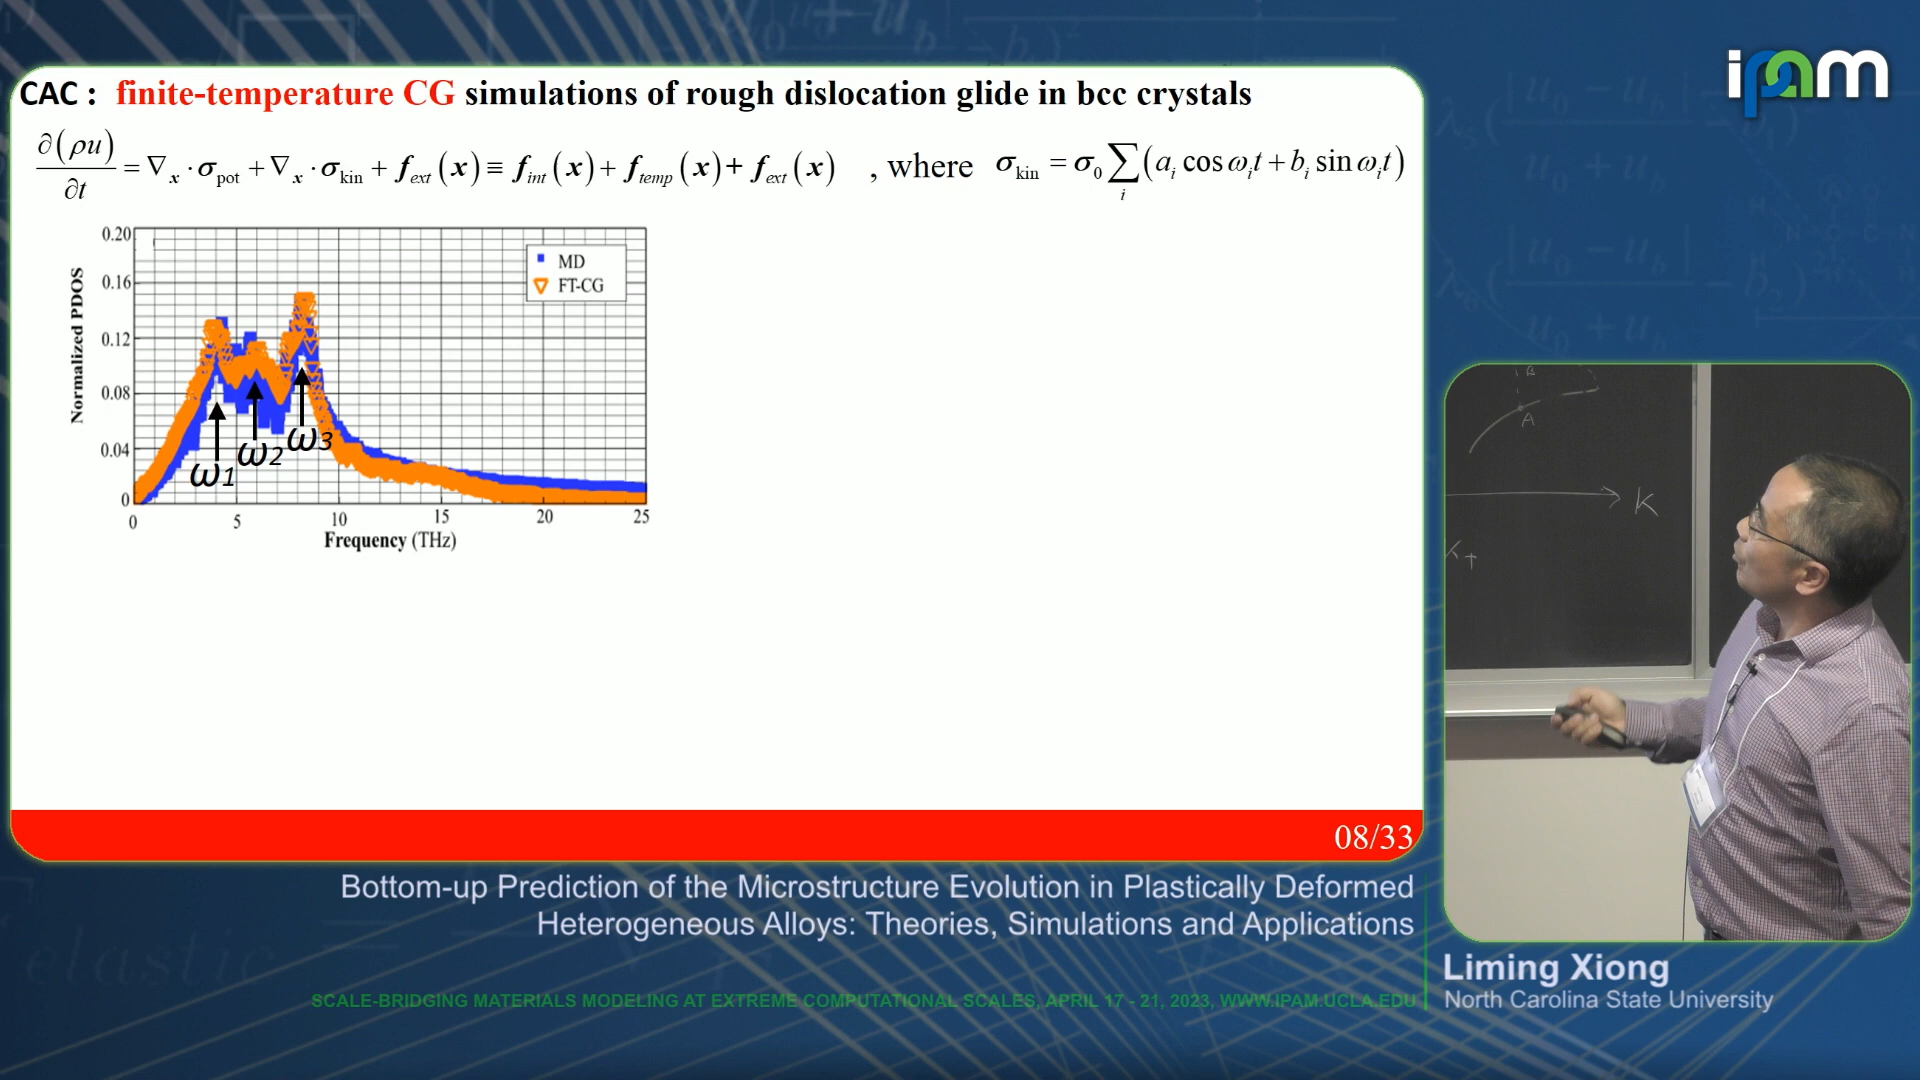 ipam
CAC : finite-temperature CG simulations of rough dislocation glide in bcc crystals
∂(ρu)/∂t = ∇x · σpot + ∇x · σkin + fext (x) ≡ fint (x) + ftemp (x) + fext (x) , where σkin = σ0 ∑i (ai cos ωit + bi sin ωit)
Normalized PDOS
0.20
0.16
0.12
0.08
0.04
0
MD
FT-CG
ω1
ω2
ω3
0 5 10 15 20 25
Frequency (THz)
08/33
A
K
Bottom-up Prediction of the Microstructure Evolution in Plastically Deformed
Heterogeneous Alloys: Theories, Simulations and Applications
Liming Xiong
North Carolina State University
SCALE-BRIDGING MATERIALS MODELING AT EXTREME COMPUTATIONAL SCALES, APRIL 17 - 21, 2023, WWW.IPAM.UCLA.EDU
elastic